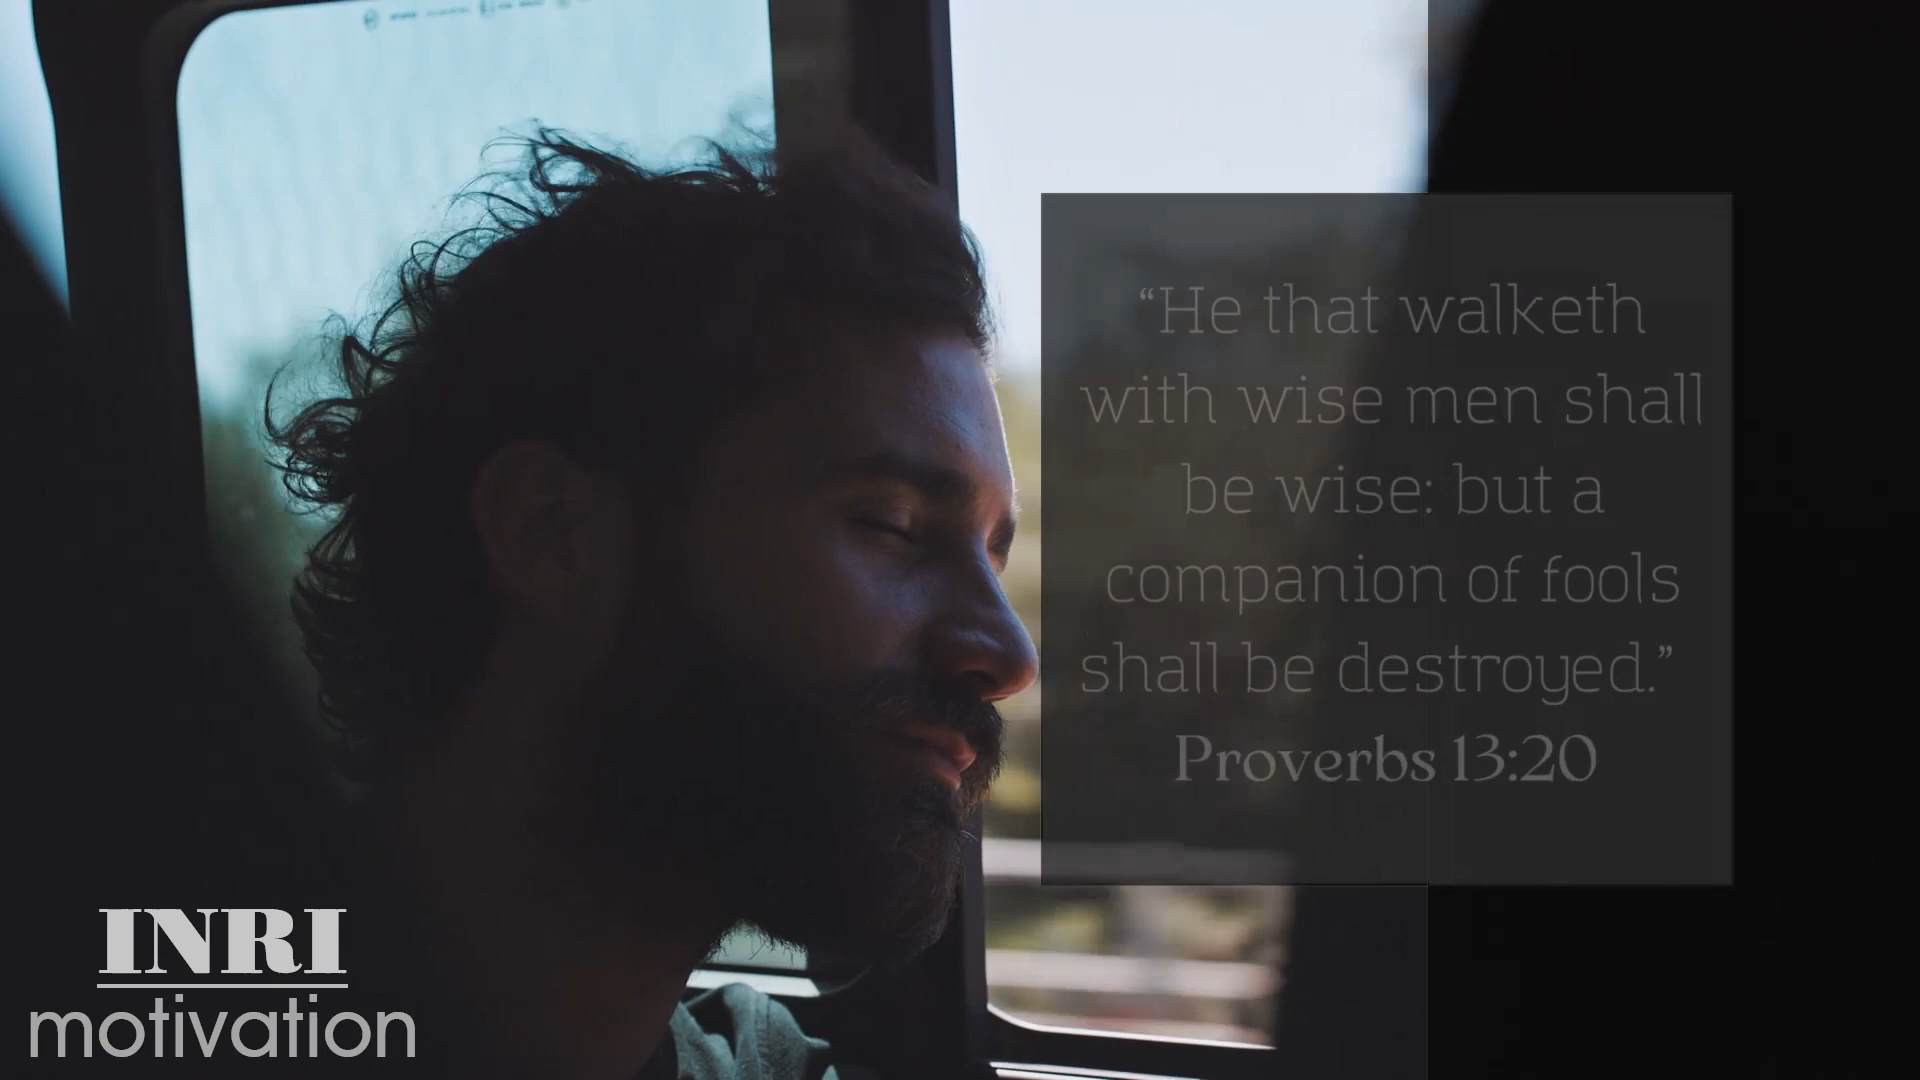 “He that walketh
with wise men shall
be wise: but a
companion of fools
shall be destroyed.”
Proverbs 13:20
INRI
motivation